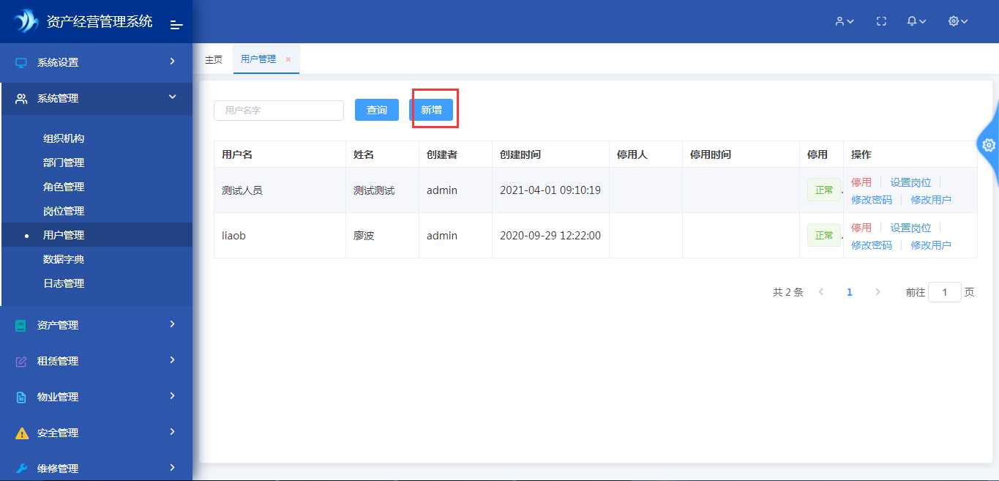 资产经营管理系统
系统设置
系统管理
组织机构
部门管理
角色管理
岗位管理
用户管理
数据字典
日志管理
资产管理
租赁管理
物业管理
安全管理
维修管理
主页 用户管理
用户名字 查询 新增
用户名 姓名 创建者 创建时间 停用人 停用时间 停用 操作
测试人员 测试测试 admin 2021-04-01 09:10:19 正常 停用 设置岗位
修改密码 修改用户
liaob 廖波 admin 2020-09-29 12:22:00 正常 停用 设置岗位
修改密码 修改用户
共 2 条 1 前往 1 页